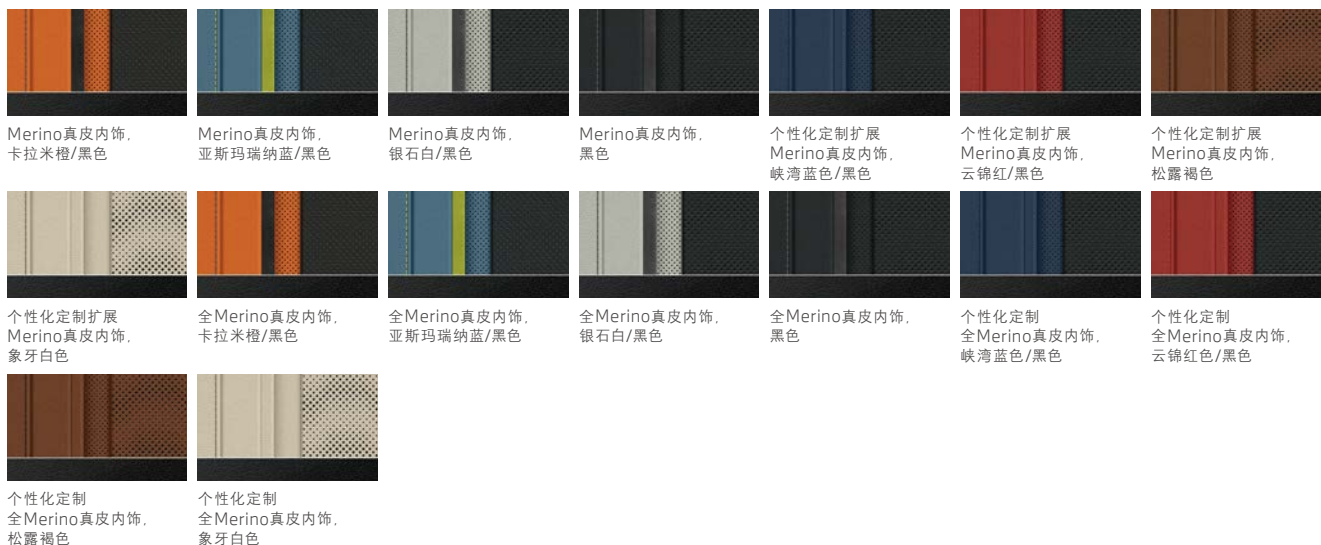 Merino真皮内饰,
卡拉米橙/黑色
Merino真皮内饰,
亚斯玛瑞纳蓝/黑色
Merino真皮内饰,
银石白/黑色
Merino真皮内饰,
黑色
个性化定制扩展
Merino真皮内饰,
峡湾蓝色/黑色
个性化定制扩展
Merino真皮内饰,
云锦红/黑色
个性化定制扩展
Merino真皮内饰,
松露褐色
个性化定制扩展
Merino真皮内饰,
象牙白色
全Merino真皮内饰,
卡拉米橙/黑色
全Merino真皮内饰,
亚斯玛瑞纳蓝/黑色
全Merino真皮内饰,
银石白/黑色
全Merino真皮内饰,
黑色
个性化定制
全Merino真皮内饰,
峡湾蓝色/黑色
个性化定制
全Merino真皮内饰,
云锦红色/黑色
个性化定制
全Merino真皮内饰,
松露褐色
个性化定制
全Merino真皮内饰,
象牙白色